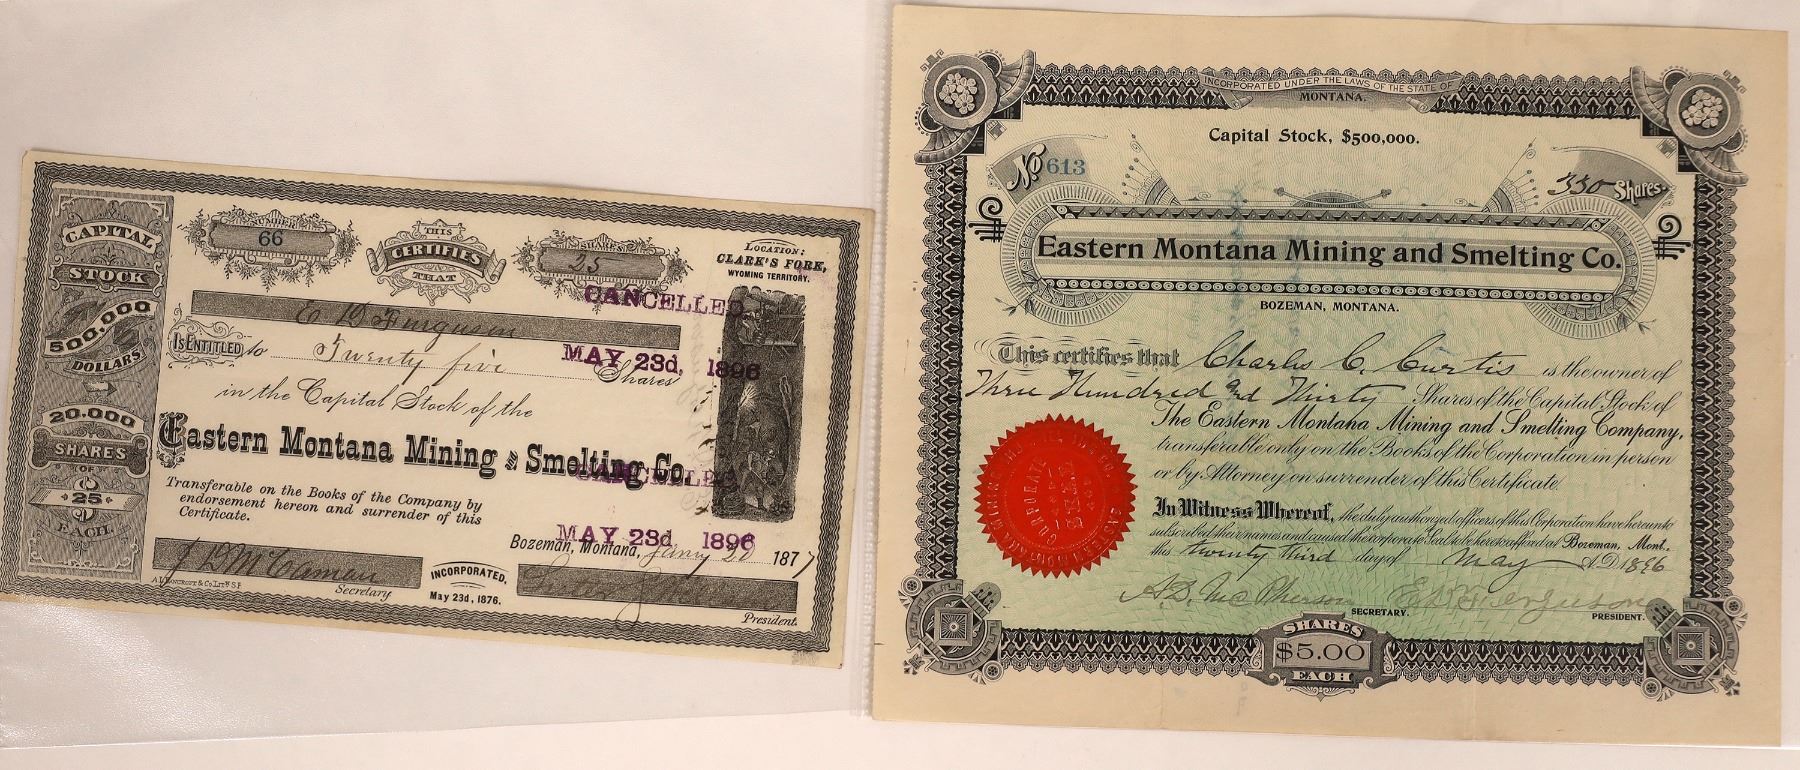 CAPITAL
STOCK
500,000
DOLLARS
20,000
SHARES
OF
25
EACH
NUMBER
66
THIS
CERTIFIES
THAT
SHARES
25
LOCATION:
CLARK'S FORK,
WYOMING TERRITORY.
CANCELLED
E D Ferguson
IS ENTITLED to Twenty five Shares
MAY 23d, 1896
in the Capital Stock of the
Eastern Montana Mining and Smelting Co.
CANCELLED
Transferable on the Books of the Company by
endorsement hereon and surrender of this
Certificate.
MAY 23d 1896
Bozeman, Montana, 1877
Secretary
INCORPORATED,
May 23d, 1876.
President.
INCORPORATED UNDER THE LAWS OF THE STATE OF
MONTANA.
Capital Stock, $500,000.
No 613
330 Shares
Eastern Montana Mining and Smelting Co.
BOZEMAN, MONTANA.
This certifies that Charles C. Curtis is the owner of
Three Hundred and Thirty Shares of the Capital Stock of
The Eastern Montana Mining and Smelting Company,
transferable only on the Books of the Corporation in person
or by Attorney on surrender of this Certificate.
In Witness Whereof, the duly authorized officers of this Corporation have hereunto
subscribed their names and caused the corporate Seal to be hereto affixed at Bozeman, Mont.,
this twenty third day of May A.D. 1896
CORPORATE
SEAL
A.D. McPherson SECRETARY.
E D Ferguson PRESIDENT.
SHARES
$5.00
EACH